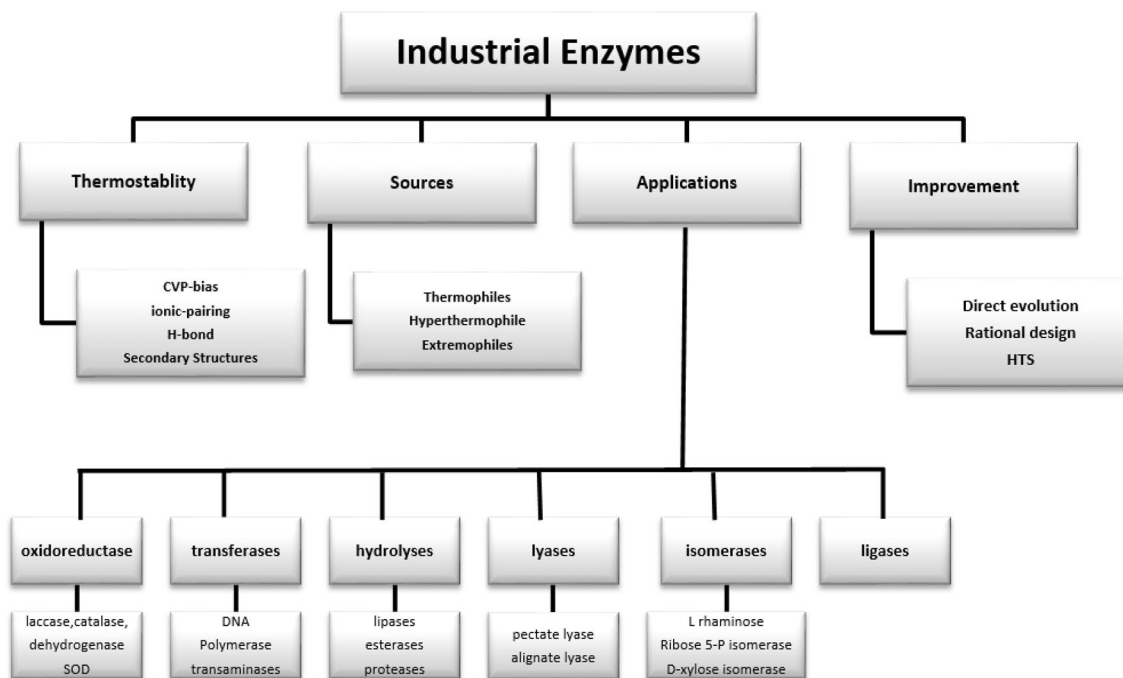 Industrial Enzymes
Thermostablity
Sources
Applications
Improvement
CVP-bias
ionic-pairing
H-bond
Secondary Structures
Thermophiles
Hyperthermophile
Extremophiles
Direct evolution
Rational design
HTS
oxidoreductase
transferases
hydrolyses
lyases
isomerases
ligases
laccase,catalase,
dehydrogenase
SOD
DNA
Polymerase
transaminases
lipases
esterases
proteases
pectate lyase
alignate lyase
L rhaminose
Ribose 5-P isomerase
D-xylose isomerase